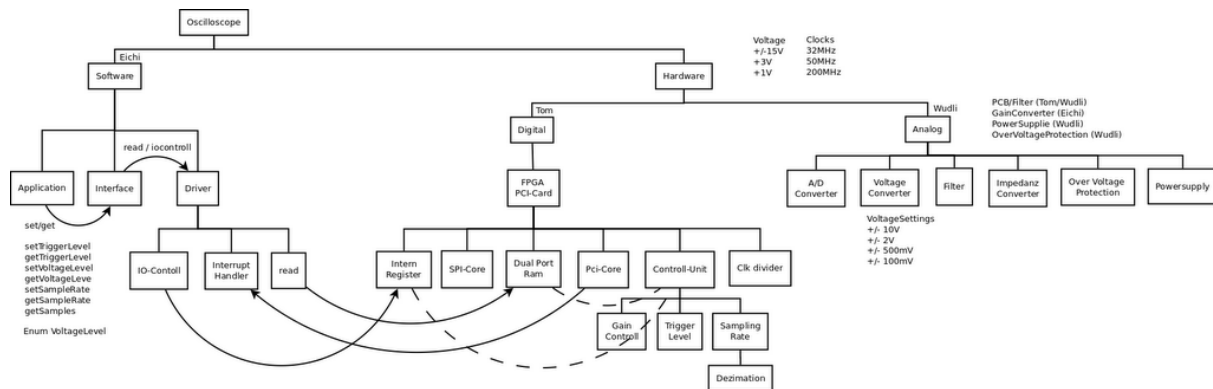 Oscilloscope
Eichi
Software
Hardware
Voltage Clocks
+/-15V 32MHz
+3V 50MHz
+1V 200MHz
Tom
Digital
Wudli
Analog
PCB/Filter (Tom/Wudli)
GainConverter (Eichi)
PowerSupplie (Wudli)
OverVoltageProtection (Wudli)
read / iocontroll
Application
Interface
Driver
FPGA
PCI-Card
A/D
Converter
Voltage
Converter
Filter
Impedanz
Converter
Over Voltage
Protection
Powersupply
set/get
setTriggerLevel
getTriggerLevel
setVoltageLevel
getVoltageLeve
setSampleRate
getSampleRate
getSamples
Enum VoltageLevel
VoltageSettings
+/- 10V
+/- 2V
+/- 500mV
+/- 100mV
IO-Contoll
Interrupt
Handler
read
Intern
Register
SPI-Core
Dual Port
Ram
Pci-Core
Controll-Unit
Clk divider
Gain
Controll
Trigger
Level
Sampling
Rate
Dezimation